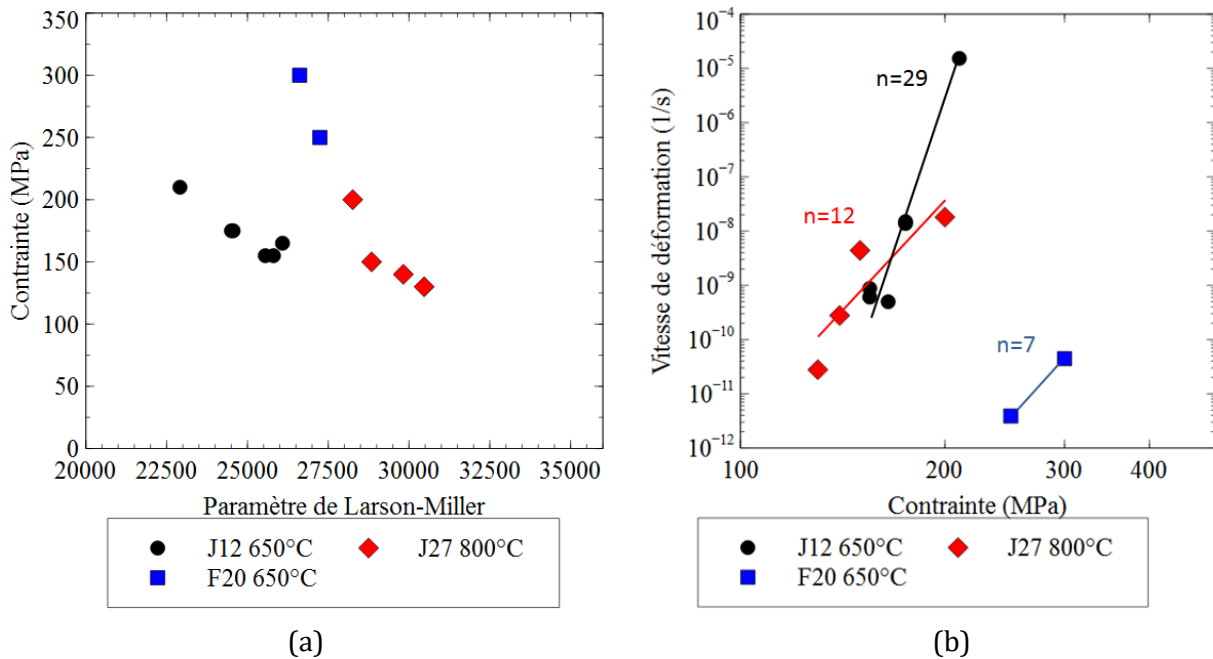 350
300
250
200
150
100
50
0
Contrainte (MPa)
20000 22500 25000 27500 30000 32500 35000
Paramètre de Larson-Miller
J12 650°C
J27 800°C
F20 650°C
(a)
10⁻⁴
10⁻⁵
10⁻⁶
10⁻⁷
10⁻⁸
10⁻⁹
10⁻¹⁰
10⁻¹¹
10⁻¹²
Vitesse de déformation (1/s)
n=29
n=12
n=7
100 200 300 400
Contrainte (MPa)
J12 650°C
J27 800°C
F20 650°C
(b)